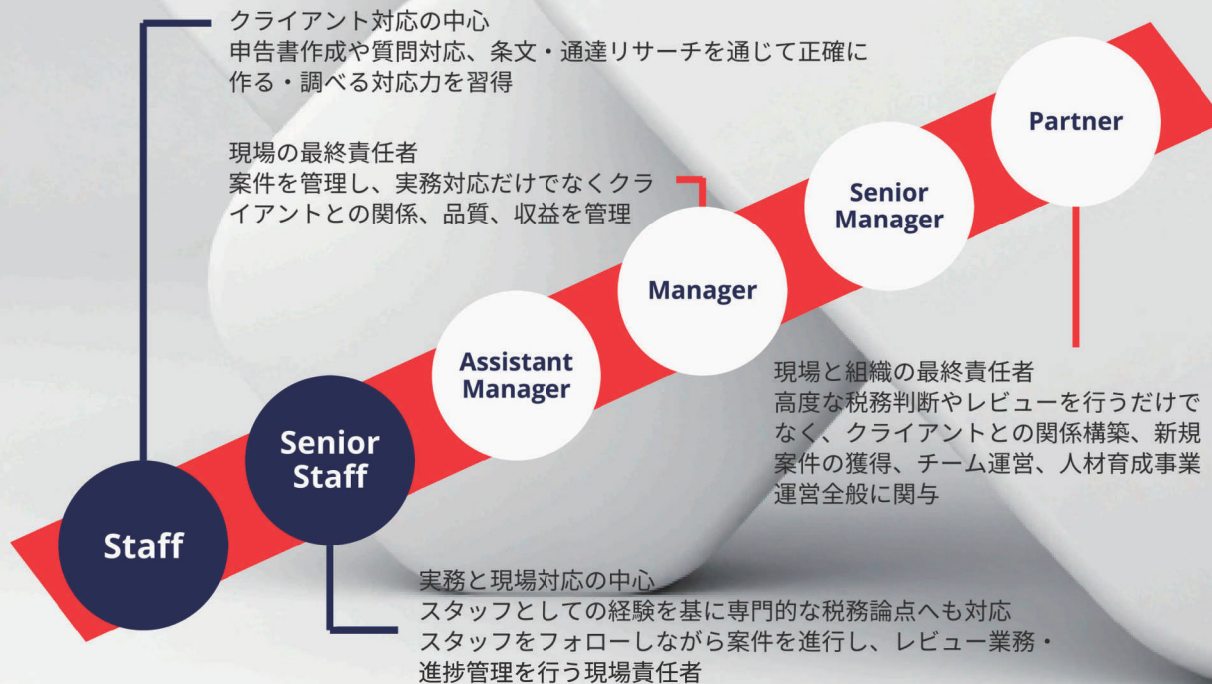 クライアント対応の中心
申告書作成や質問対応、条文・通達リサーチを通じて正確に
作る・調べる対応力を習得
現場の最終責任者
案件を管理し、実務対応だけでなくクラ
イアントとの関係、品質、収益を管理
Partner
Senior
Manager
Manager
Assistant
Manager
Senior
Staff
Staff
現場と組織の最終責任者
高度な税務判断やレビューを行うだけで
なく、クライアントとの関係構築、新規
案件の獲得、チーム運営、人材育成事業
運営全般に関与
実務と現場対応の中心
スタッフとしての経験を基に専門的な税務論点へも対応
スタッフをフォローしながら案件を進行し、レビュー業務・
進捗管理を行う現場責任者